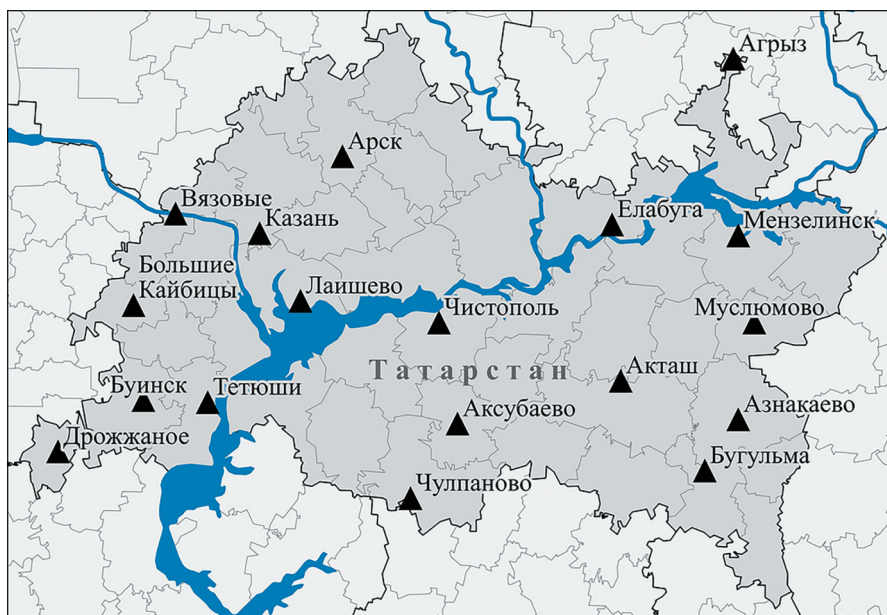 Агрыз
Арск
Вязовые
Казань
Елабуга
Мензелинск
Большие
Кайбицы
Лаишево
Чистополь
Муслюмово
Татарстан
Акташ
Буинск
Тетюши
Аксубаево
Азнакаево
Дрожжаное
Бугульма
Чулпаново